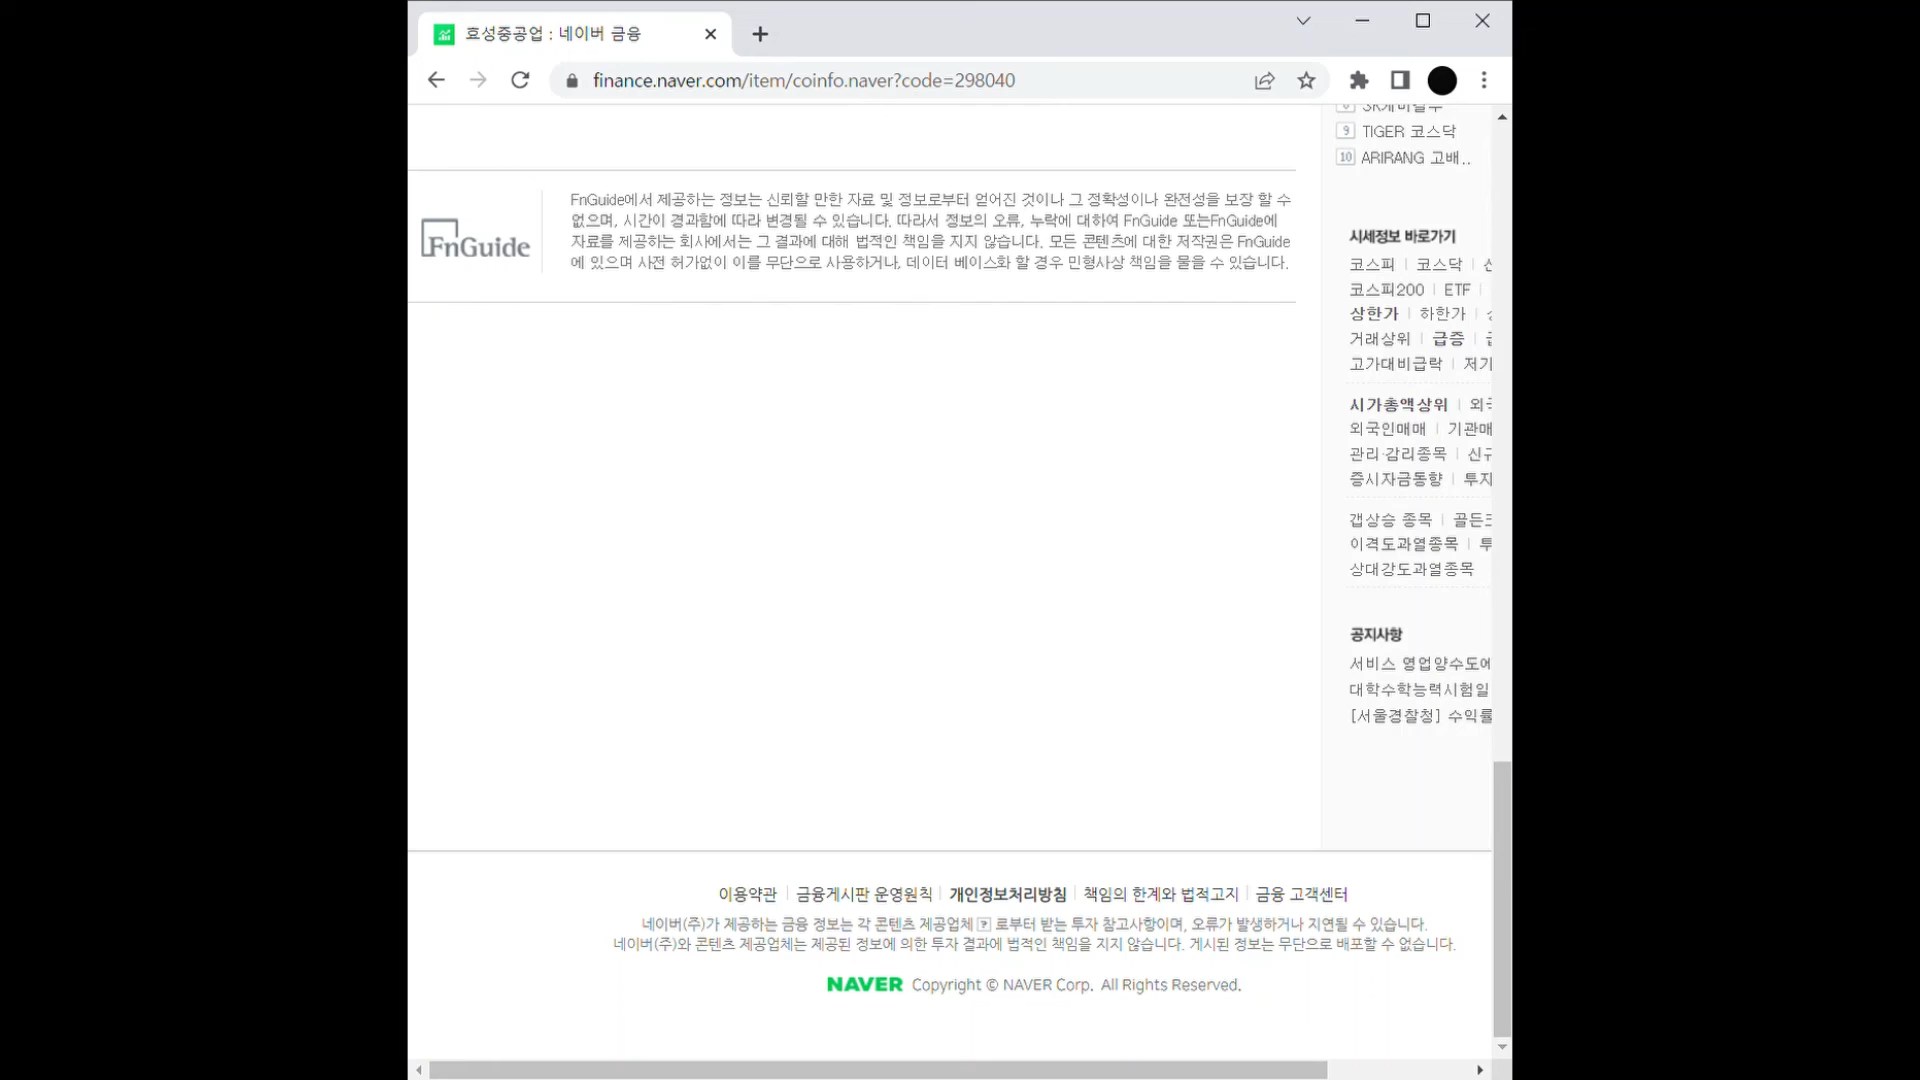 효성중공업 : 네이버 금융
finance.naver.com/item/coinfo.naver?code=298040
9 TIGER 코스닥
10 ARIRANG 고배..
FnGuide
FnGuide에서 제공하는 정보는 신뢰할 만한 자료 및 정보로부터 얻어진 것이나 그 정확성이나 완전성을 보장 할 수
없으며, 시간이 경과함에 따라 변경될 수 있습니다. 따라서 정보의 오류, 누락에 대하여 FnGuide 또는FnGuide에
자료를 제공하는 회사에서는 그 결과에 대해 법적인 책임을 지지 않습니다. 모든 콘텐츠에 대한 저작권은 FnGuide
에 있으며 사전 허가없이 이를 무단으로 사용하거나, 데이터 베이스화 할 경우 민형사상 책임을 물을 수 있습니다.
시세정보 바로가기
코스피 코스닥
코스피200 ETF
상한가 하한가
거래상위 급증
고가대비급락
시가총액상위
외국인매매
관리·감리종목
증시자금동향
갭상승 종목
이격도과열종목
상대강도과열종목
공지사항
서비스
대학수학능력시험일
[서울경찰청] 수익률
이용약관 금융게시판 운영원칙 개인정보처리방침 책임의 한계와 법적고지 금융 고객센터
네이버(주)가 제공하는 금융 정보는 각 콘텐츠 제공업체 ? 로부터 받는 투자 참고사항이며, 오류가 발생하거나 지연될 수 있습니다.
네이버(주)와 콘텐츠 제공업체는 제공된 정보에 의한 투자 결과에 법적인 책임을 지지 않습니다. 게시된 정보는 무단으로 배포할 수 없습니다.
NAVER Copyright © NAVER Corp. All Rights Reserved.